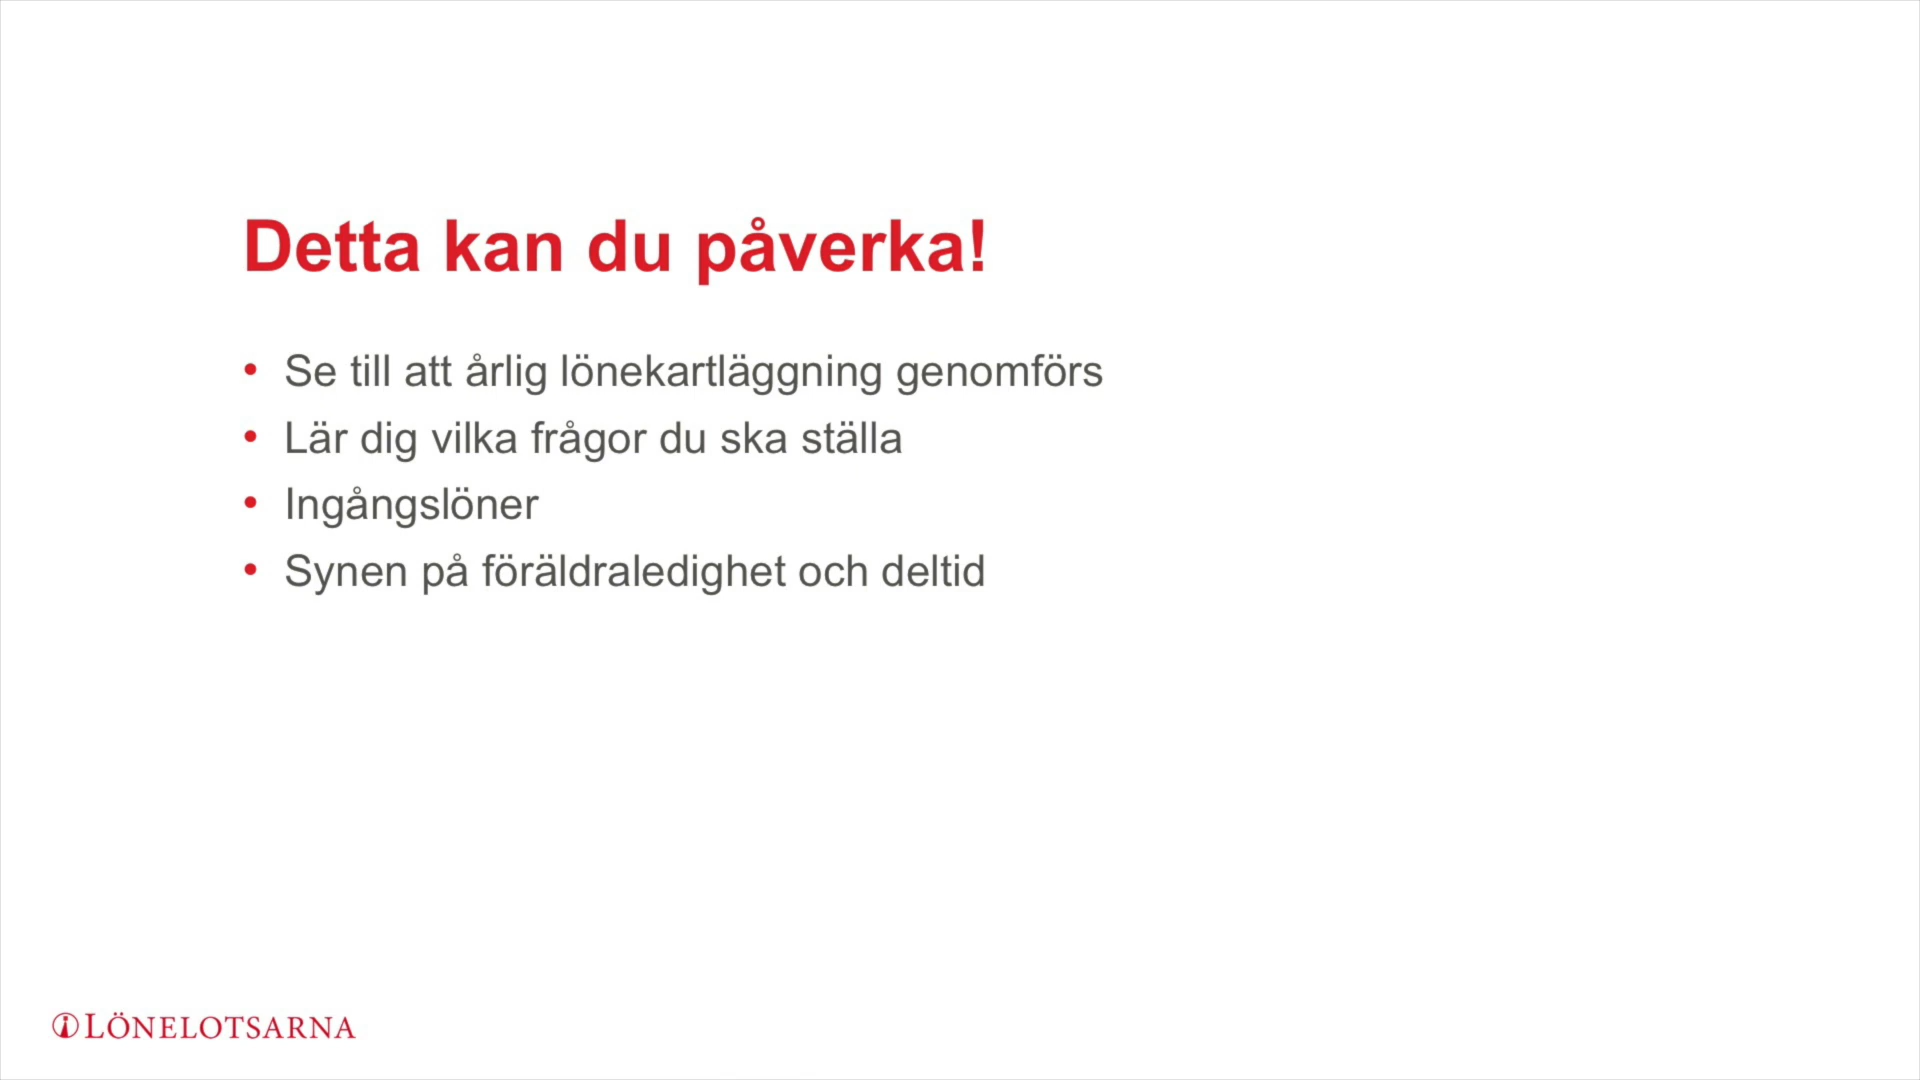 Detta kan du påverka!
• Se till att årlig lönekartläggning genomförs
• Lär dig vilka frågor du ska ställa
• Ingångslöner
• Synen på föräldraledighet och deltid
LÖNELOTSARNA